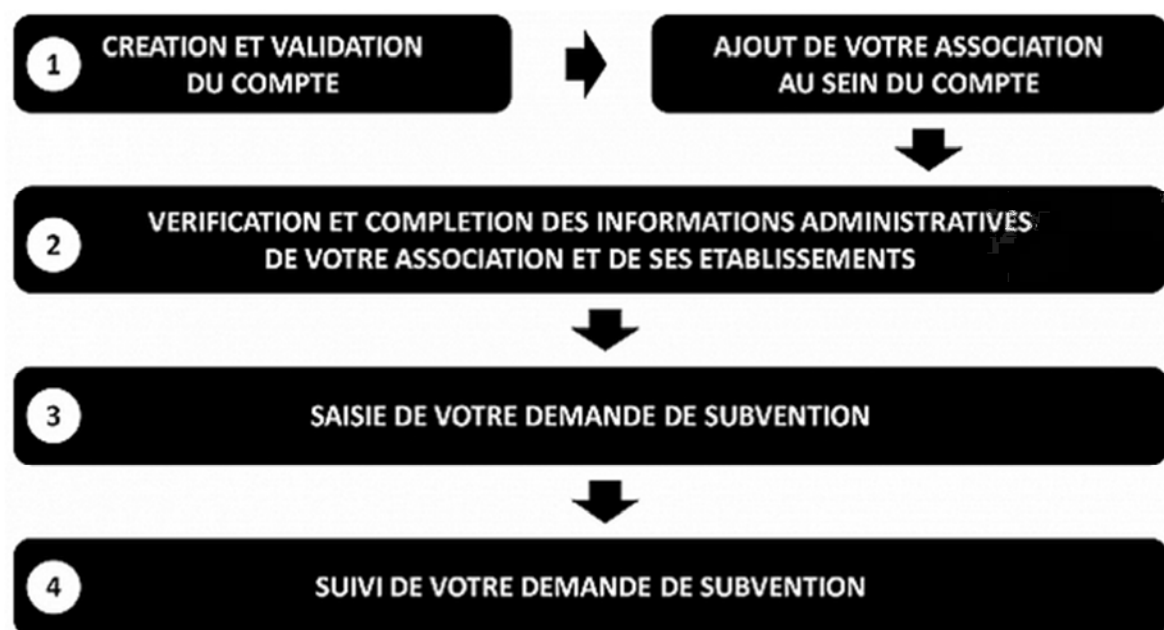 1
CREATION ET VALIDATION
DU COMPTE
AJOUT DE VOTRE ASSOCIATION
AU SEIN DU COMPTE
2
VERIFICATION ET COMPLETION DES INFORMATIONS ADMINISTRATIVES
DE VOTRE ASSOCIATION ET DE SES ETABLISSEMENTS
3
SAISIE DE VOTRE DEMANDE DE SUBVENTION
4
SUIVI DE VOTRE DEMANDE DE SUBVENTION